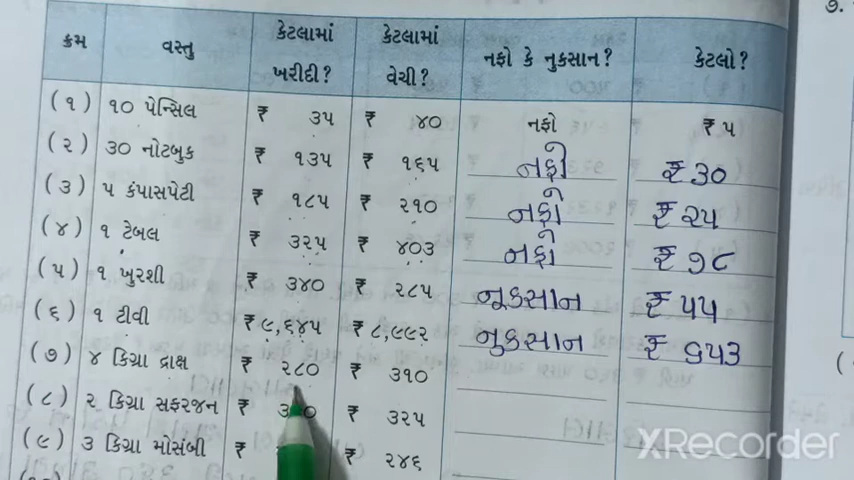 ૭.
ક્રમ વસ્તુ કેટલામાં ખરીદી? કેટલામાં વેચી? નફો કે નુકસાન? કેટલો?
(૧) ૧૦ પેન્સિલ ₹ ૩૫ ₹ ૪૦ નફો ₹ ૫
(૨) ૩૦ નોટબુક ₹ ૧૩૫ ₹ ૧૬૫ નફો ₹ ૩૦
(૩) ૫ કંપાસપેટી ₹ ૧૮૫ ₹ ૨૧૦ નફો ₹ ૨૫
(૪) ૧ ટેબલ ₹ ૩૨૫ ₹ ૪૦૩ નફો ₹ ૭૮
(૫) ૧ ખુરશી ₹ ૩૪૦ ₹ ૨૮૫ નૂકસાન ₹ ૫૫
(૬) ૧ ટીવી ₹ ૯,૬૪૫ ₹ ૮,૯૯૨ નુકસાન ₹ ૬૫૩
(૭) ૪ કિગ્રા દ્રાક્ષ ₹ ૨૮૦ ₹ ૩૧૦
(૮) ૨ કિગ્રા સફરજન ₹ ₹ ૩૨૫
(૯) ૩ કિગ્રા મોસંબી ₹ ₹ ૨૪૬
XRecorder